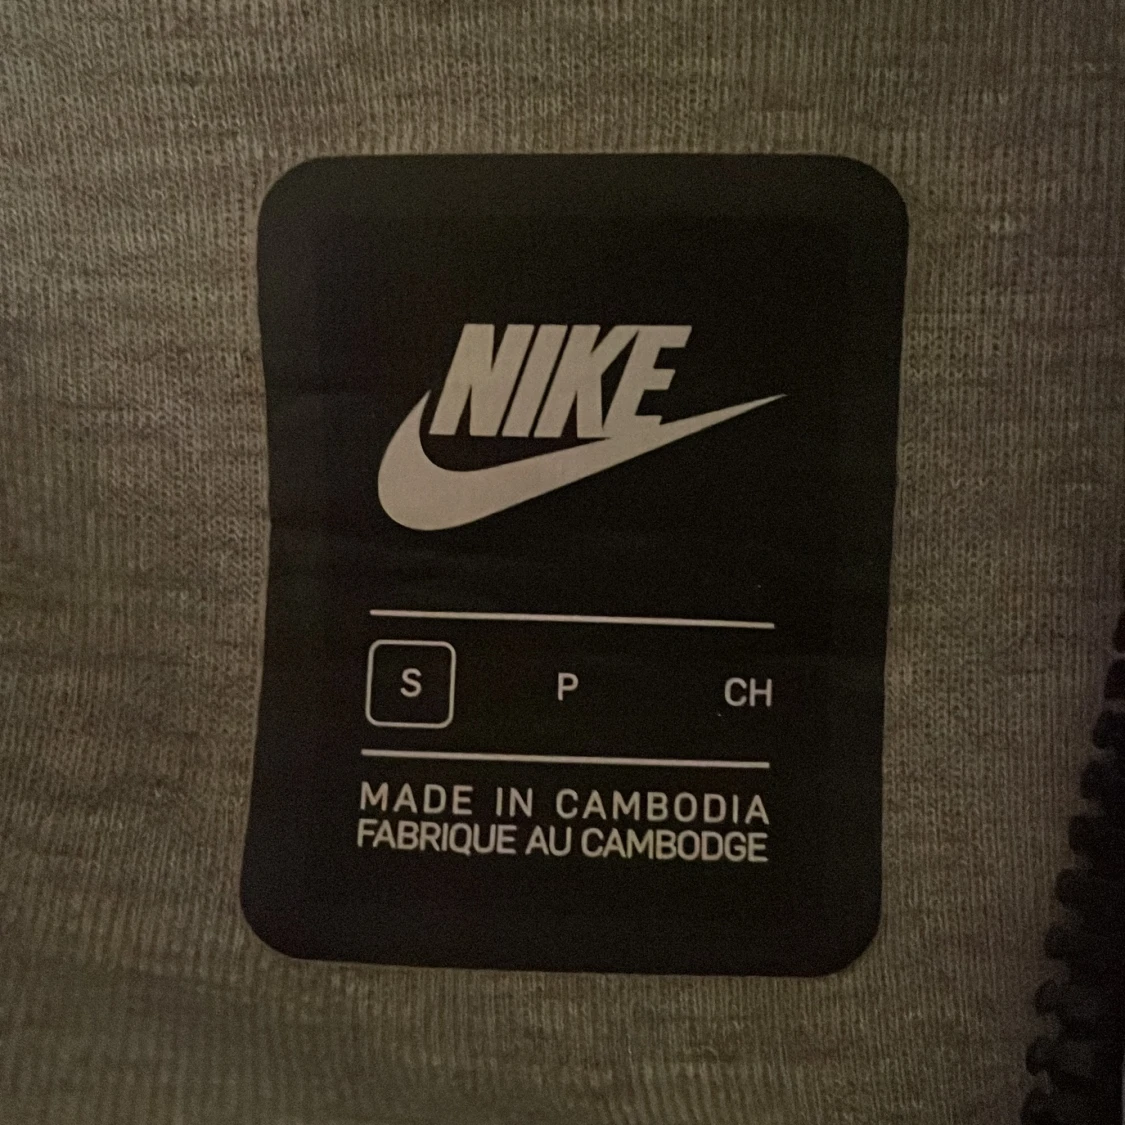 NIKE
S P CH
MADE IN CAMBODIA
FABRIQUE AU CAMBODGE